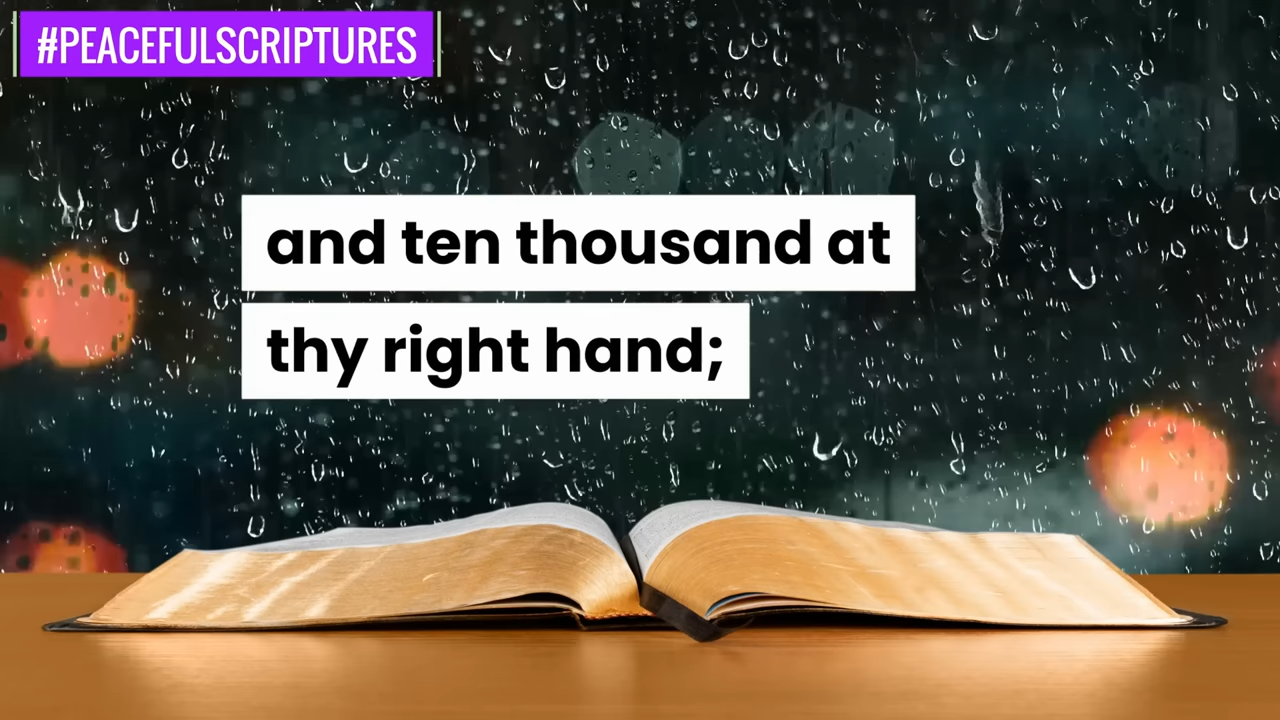 #PEACEFULSCRIPTURES
and ten thousand at
thy right hand;